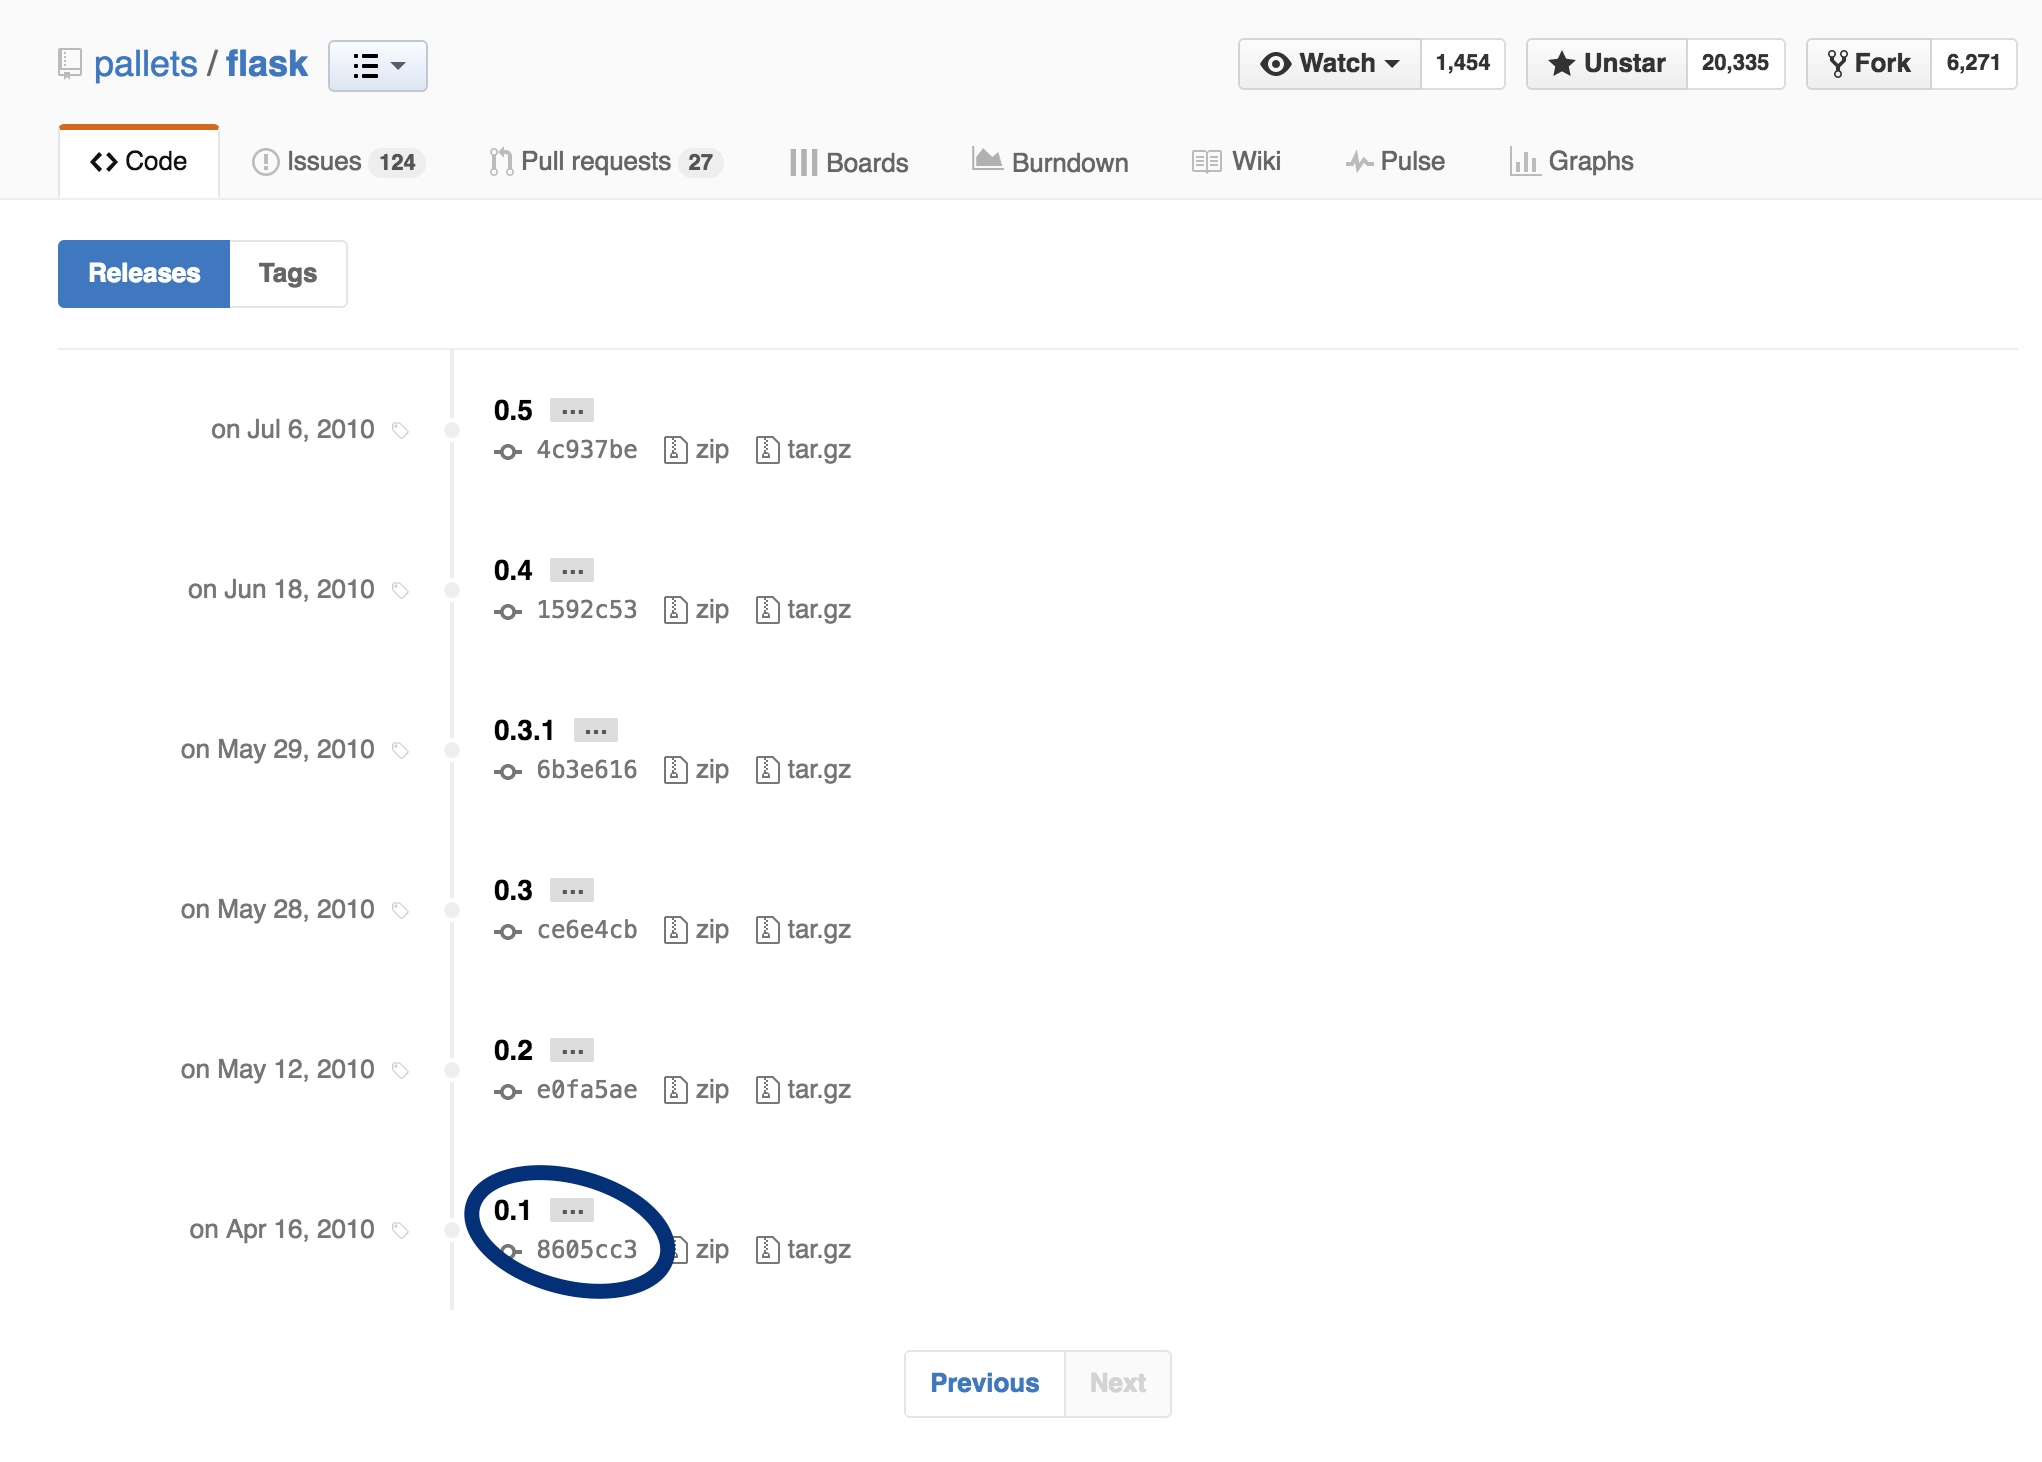 pallets / flask
Watch 1,454 Unstar 20,335 Fork 6,271
Code Issues 124 Pull requests 27 Boards Burndown Wiki Pulse Graphs
Releases Tags
0.5 ...
on Jul 6, 2010
4c937be zip tar.gz
0.4 ...
on Jun 18, 2010
1592c53 zip tar.gz
0.3.1 ...
on May 29, 2010
6b3e616 zip tar.gz
0.3 ...
on May 28, 2010
ce6e4cb zip tar.gz
0.2 ...
on May 12, 2010
e0fa5ae zip tar.gz
0.1 ...
on Apr 16, 2010
8605cc3 zip tar.gz
Previous Next